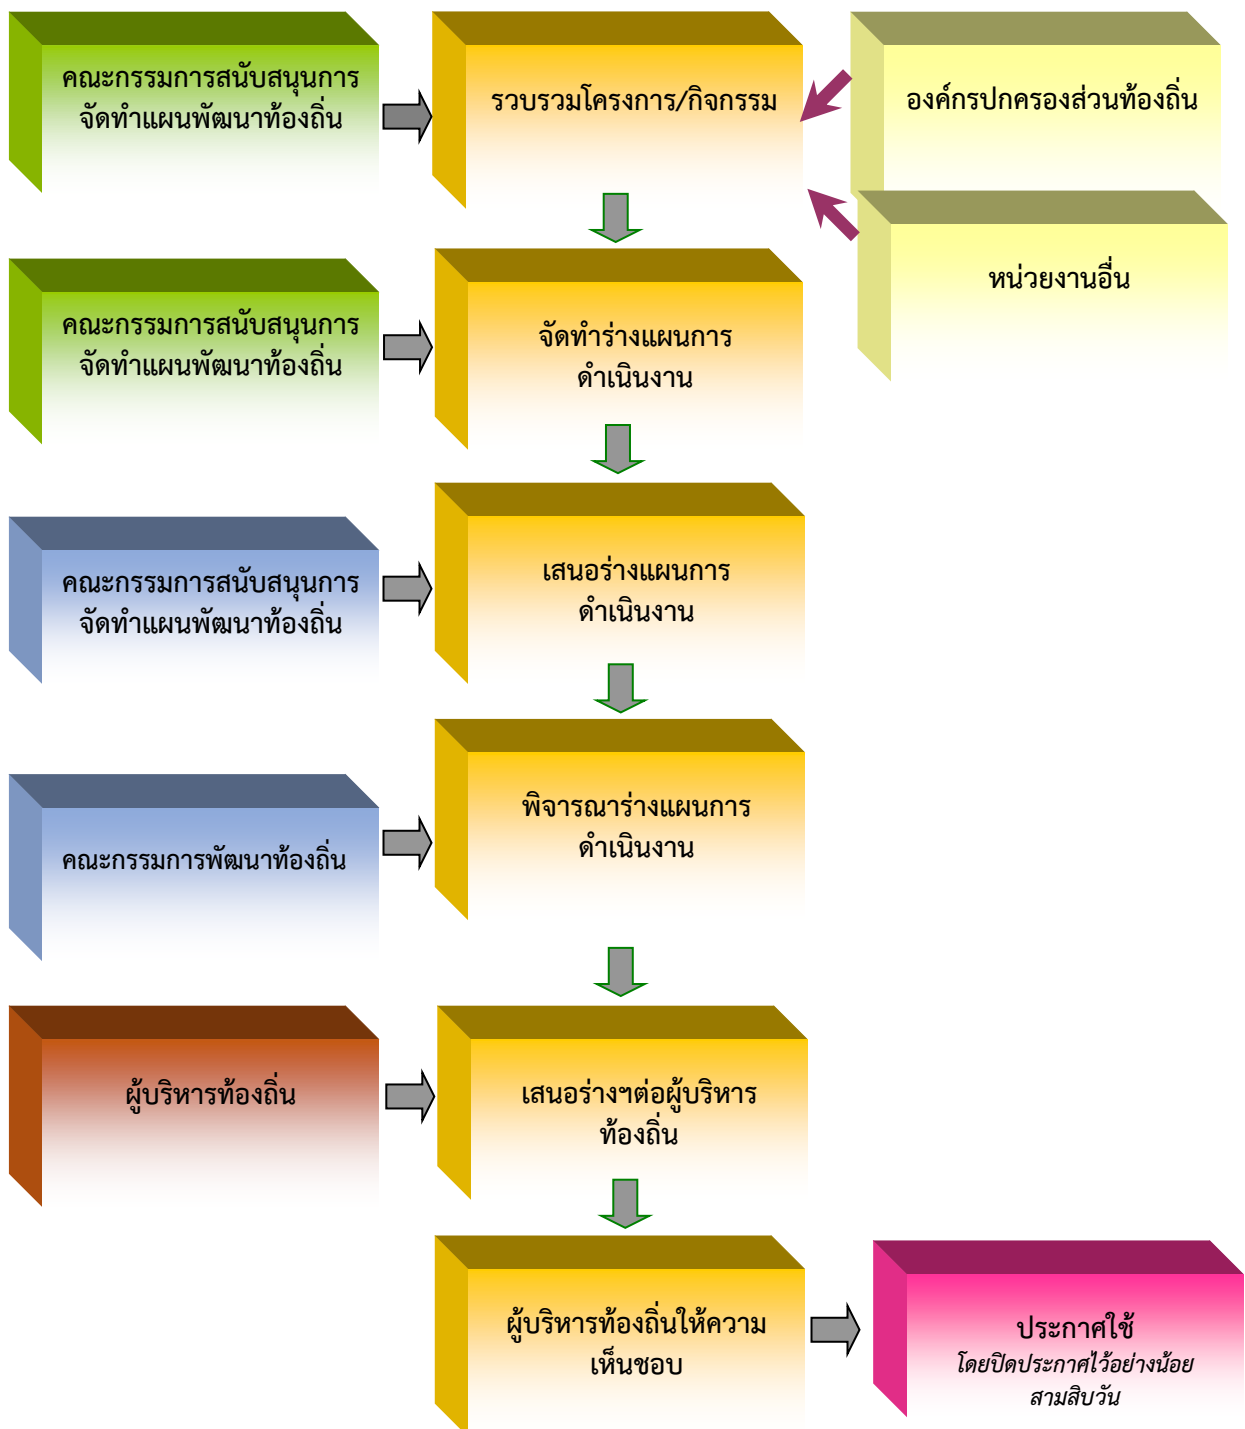 คณะกรรมการสนับสนุนการ
จัดทำแผนพัฒนาท้องถิ่น
รวบรวมโครงการ/กิจกรรม
องค์กรปกครองส่วนท้องถิ่น
หน่วยงานอื่น
คณะกรรมการสนับสนุนการ
จัดทำแผนพัฒนาท้องถิ่น
จัดทำร่างแผนการ
ดำเนินงาน
คณะกรรมการสนับสนุนการ
จัดทำแผนพัฒนาท้องถิ่น
เสนอร่างแผนการ
ดำเนินงาน
คณะกรรมการพัฒนาท้องถิ่น
พิจารณาร่างแผนการ
ดำเนินงาน
ผู้บริหารท้องถิ่น
เสนอร่างฯต่อผู้บริหาร
ท้องถิ่น
ผู้บริหารท้องถิ่นให้ความ
เห็นชอบ
ประกาศใช้
โดยปิดประกาศไว้อย่างน้อย
สามสิบวัน